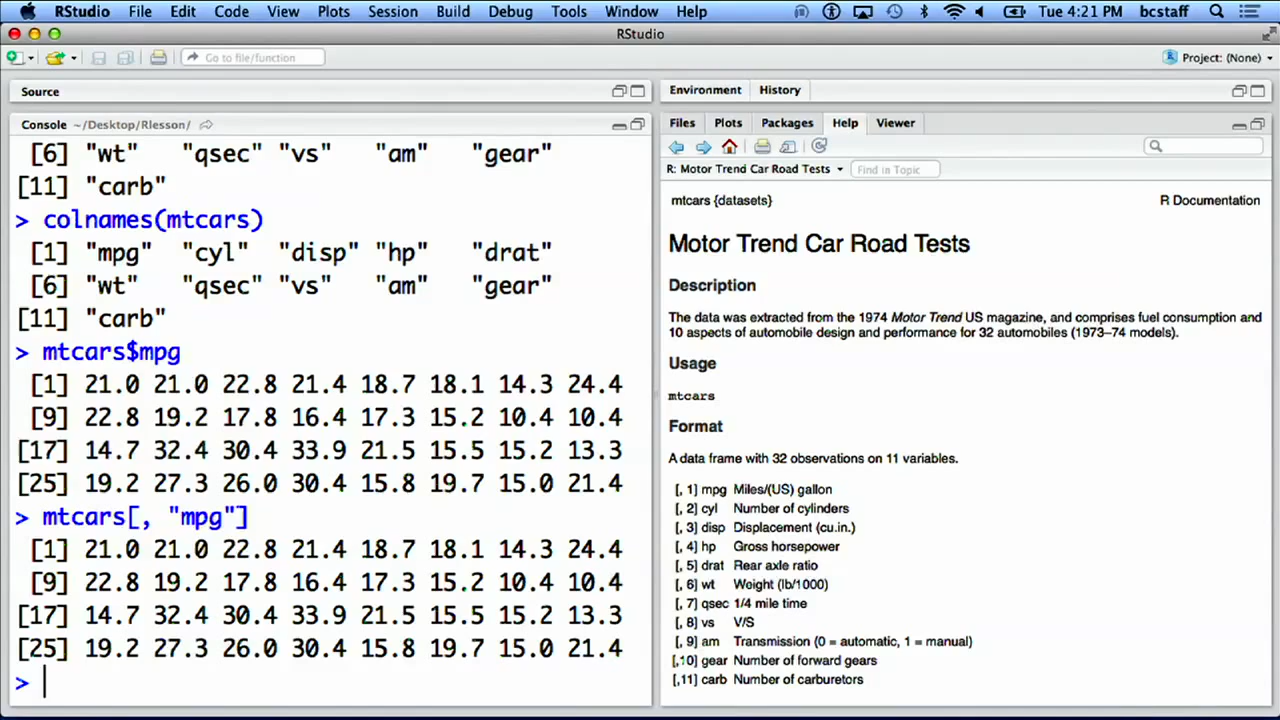 RStudio File Edit Code View Plots Session Build Debug Tools Window Help Tue 4:21 PM bcstaff
RStudio
Go to file/function
Project: (None)
Source
Console ~/Desktop/Rlesson/
[6] "wt" "qsec" "vs" "am" "gear"
[11] "carb"
> colnames(mtcars)
[1] "mpg" "cyl" "disp" "hp" "drat"
[6] "wt" "qsec" "vs" "am" "gear"
[11] "carb"
> mtcars$mpg
[1] 21.0 21.0 22.8 21.4 18.7 18.1 14.3 24.4
[9] 22.8 19.2 17.8 16.4 17.3 15.2 10.4 10.4
[17] 14.7 32.4 30.4 33.9 21.5 15.5 15.2 13.3
[25] 19.2 27.3 26.0 30.4 15.8 19.7 15.0 21.4
> mtcars[, "mpg"]
[1] 21.0 21.0 22.8 21.4 18.7 18.1 14.3 24.4
[9] 22.8 19.2 17.8 16.4 17.3 15.2 10.4 10.4
[17] 14.7 32.4 30.4 33.9 21.5 15.5 15.2 13.3
[25] 19.2 27.3 26.0 30.4 15.8 19.7 15.0 21.4
>
Environment History
Files Plots Packages Help Viewer
R: Motor Trend Car Road Tests Find in Topic
mtcars {datasets} R Documentation
Motor Trend Car Road Tests
Description
The data was extracted from the 1974 Motor Trend US magazine, and comprises fuel consumption and
10 aspects of automobile design and performance for 32 automobiles (1973–74 models).
Usage
mtcars
Format
A data frame with 32 observations on 11 variables.
[, 1] mpg Miles/(US) gallon
[, 2] cyl Number of cylinders
[, 3] disp Displacement (cu.in.)
[, 4] hp Gross horsepower
[, 5] drat Rear axle ratio
[, 6] wt Weight (lb/1000)
[, 7] qsec 1/4 mile time
[, 8] vs V/S
[, 9] am Transmission (0 = automatic, 1 = manual)
[,10] gear Number of forward gears
[,11] carb Number of carburetors